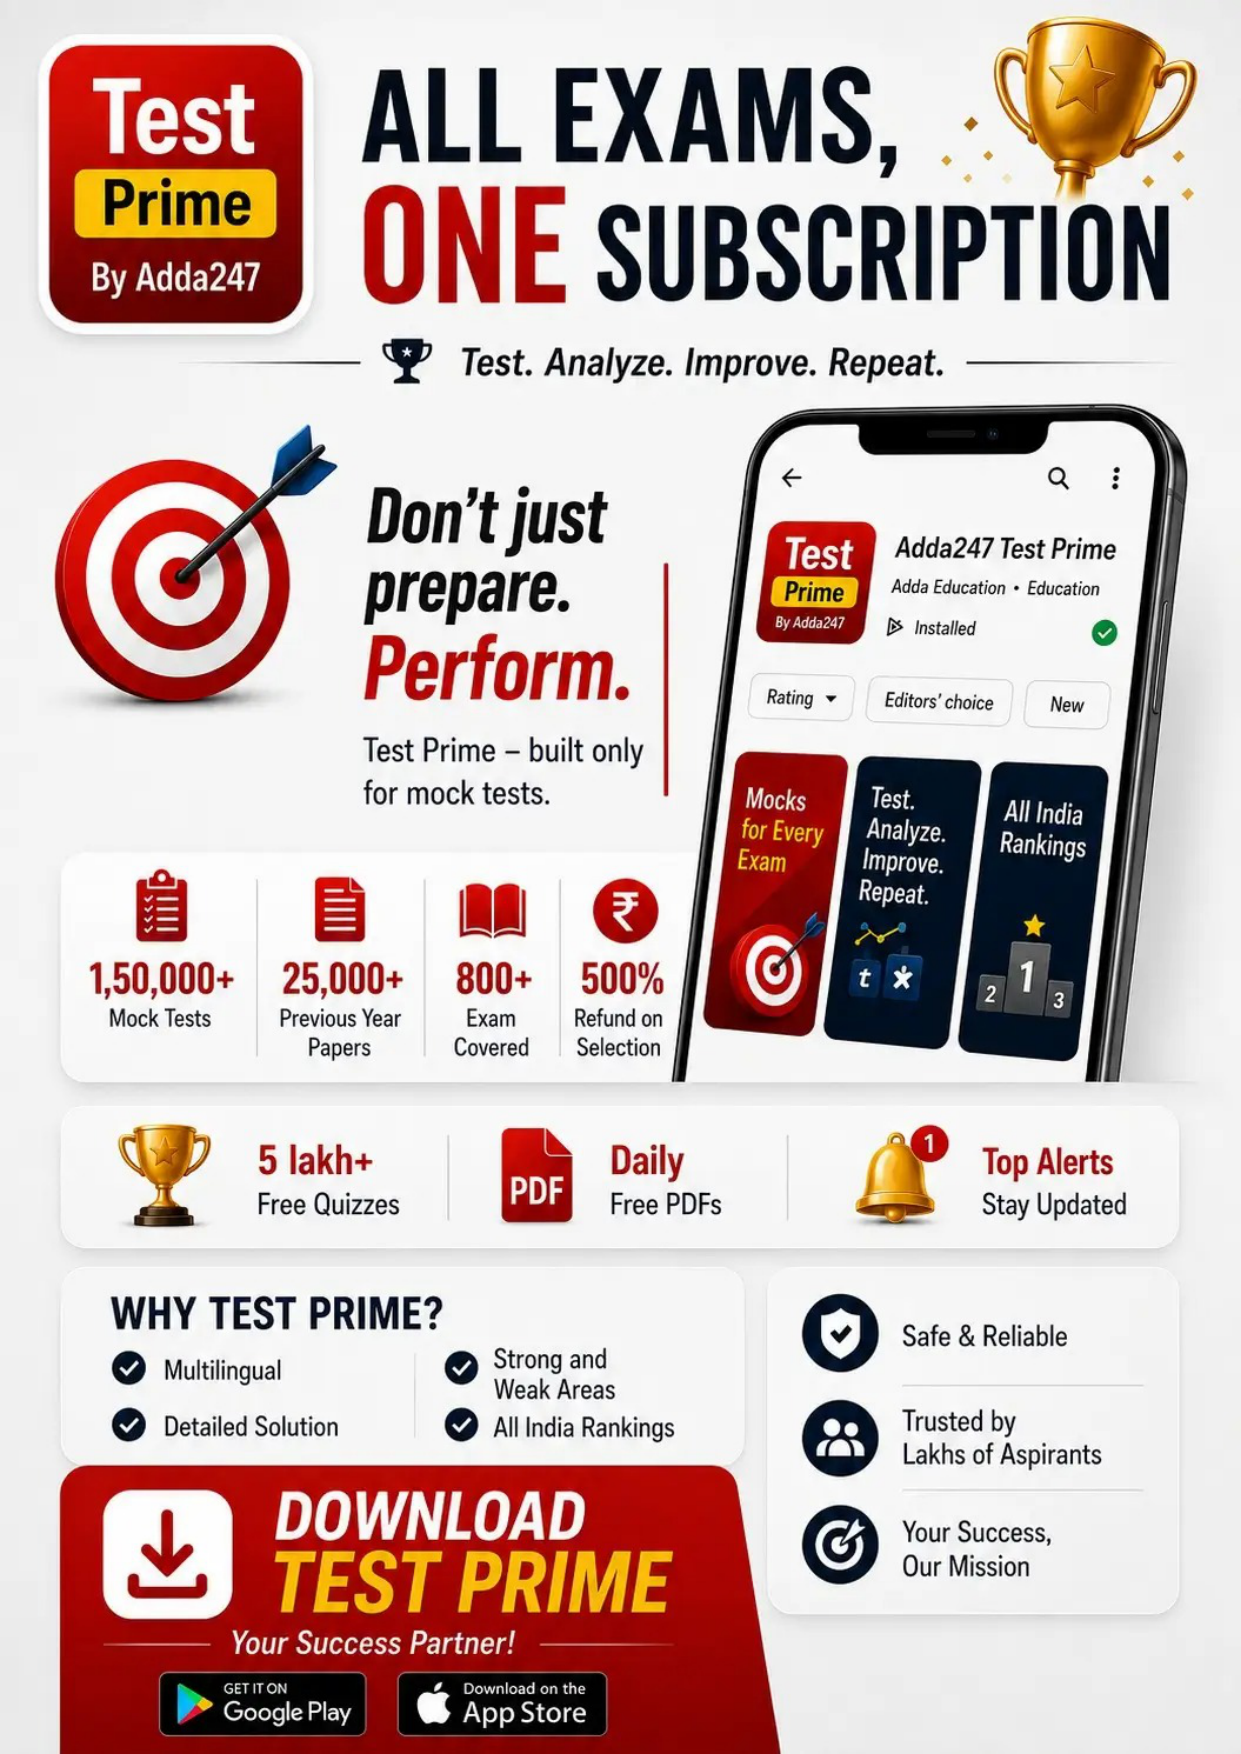 Test
Prime
By Adda247
ALL EXAMS,
ONE SUBSCRIPTION
Test. Analyze. Improve. Repeat.
Don't just
prepare.
Perform.
Test Prime – built only
for mock tests.
Adda247 Test Prime
Adda Education • Education
Installed
Test
Prime
By Adda247
Rating
Editors' choice
New
Mocks
for Every
Exam
Test.
Analyze.
Improve.
Repeat.
t
All India
Rankings
1
2
3
₹
1,50,000+
Mock Tests
25,000+
Previous Year
Papers
800+
Exam
Covered
500%
Refund on
Selection
5 lakh+
Free Quizzes
PDF
Daily
Free PDFs
1
Top Alerts
Stay Updated
WHY TEST PRIME?
Multilingual
Detailed Solution
Strong and
Weak Areas
All India Rankings
Safe & Reliable
Trusted by
Lakhs of Aspirants
Your Success,
Our Mission
DOWNLOAD
TEST PRIME
Your Success Partner!
GET IT ON
Google Play
Download on the
App Store